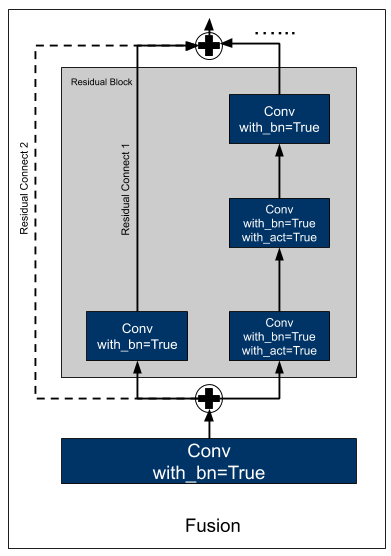 ......
Residual Block
Conv
with_bn=True
Residual Connect 2
Residual Connect 1
Conv
with_bn=True
with_act=True
Conv
with_bn=True
Conv
with_bn=True
with_act=True
Conv
with_bn=True
Fusion